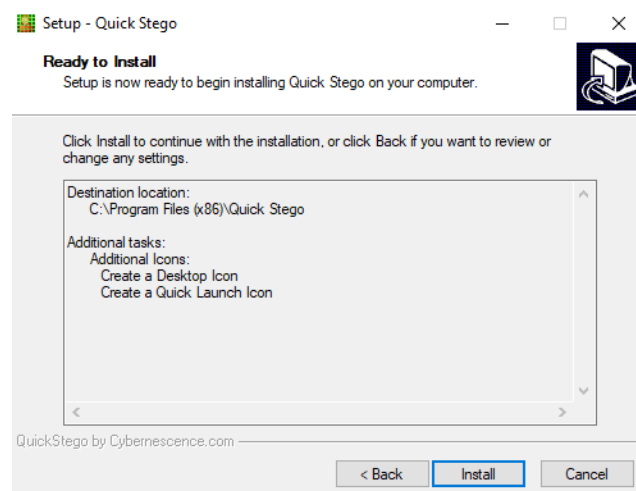 Setup - Quick Stego
Ready to Install
Setup is now ready to begin installing Quick Stego on your computer.
Click Install to continue with the installation, or click Back if you want to review or
change any settings.
Destination location:
C:\Program Files (x86)\Quick Stego
Additional tasks:
Additional Icons:
Create a Desktop Icon
Create a Quick Launch Icon
QuickStego by Cybernescence.com
< Back
Install
Cancel